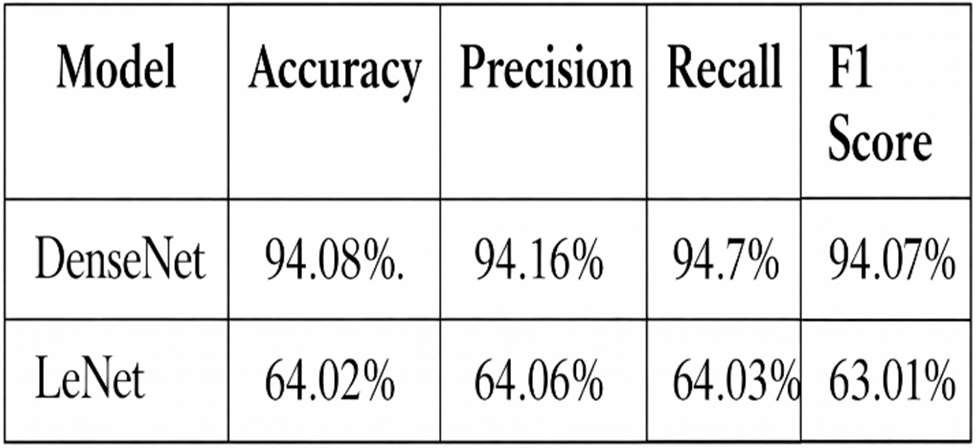 Model Accuracy Precision Recall F1 Score
DenseNet 94.08%. 94.16% 94.7% 94.07%
LeNet 64.02% 64.06% 64.03% 63.01%